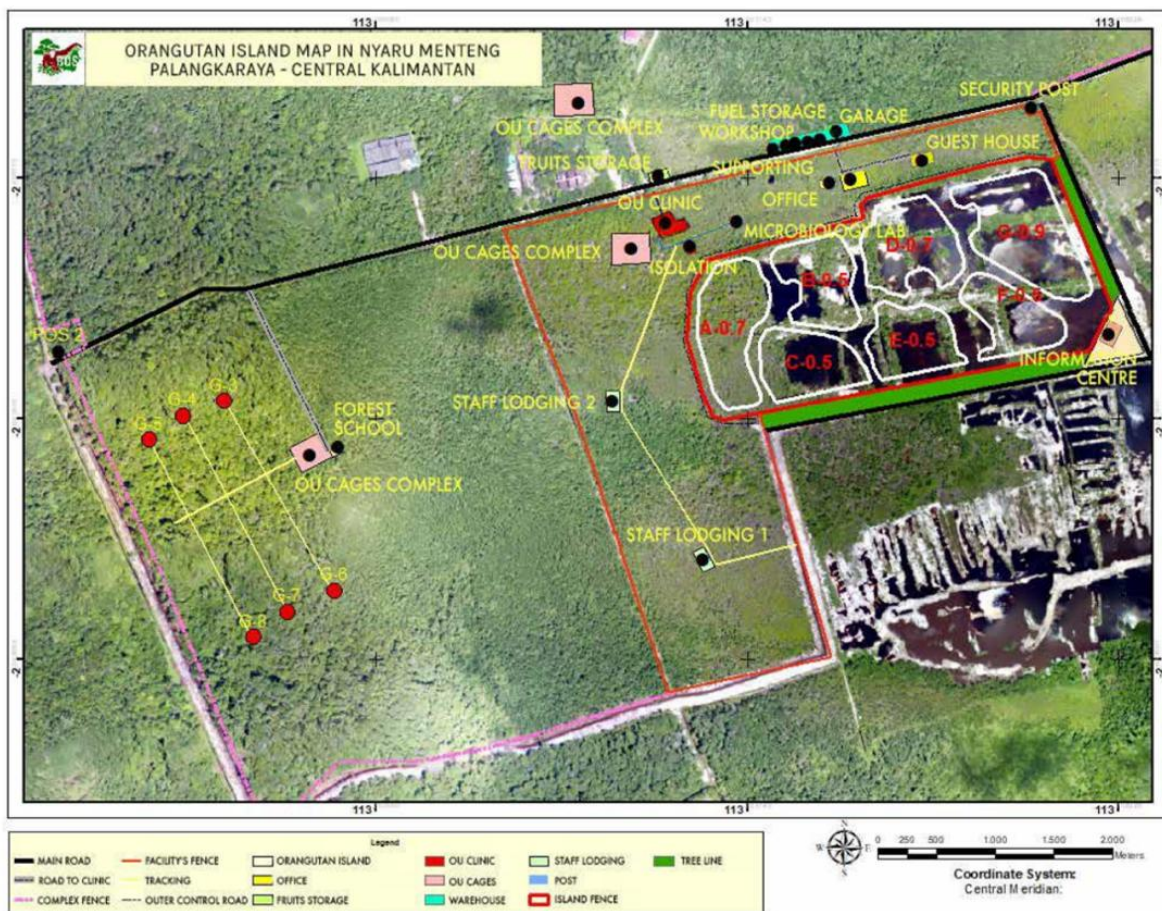 ORANGUTAN ISLAND MAP IN NYARU MENTENG
PALANGKARAYA - CENTRAL KALIMANTAN
113
113
113
SECURITY POST
FUEL STORAGE
GARAGE
OU CAGES COMPLEX
WORKSHOP
GUEST HOUSE
FRUITS STORAGE
SUPPORTING
OFFICE
OU CLINIC
MICROBIOLOGY LAB
OU CAGES COMPLEX
ISOLATION
D-0.7
G-0.9
B-0.5
F-0.8
A-0.7
E-0.5
C-0.5
POS 2
INFORMATION
CENTRE
G-3
G-4
G-5
STAFF LODGING 2
FOREST
SCHOOL
OU CAGES COMPLEX
STAFF LODGING 1
G-6
G-7
G-8
113
113
113
Legend
MAIN ROAD
FACILITY'S FENCE
ORANGUTAN ISLAND
OU CLINIC
STAFF LODGING
TREE LINE
ROAD TO CLINIC
TRACKING
OFFICE
OU CAGES
POST
COMPLEX FENCE
OUTER CONTROL ROAD
FRUITS STORAGE
WAREHOUSE
ISLAND FENCE
N
W
E
S
0 250 500 1.000 1.500 2.000
Meters
Coordinate System:
Central Meridian: